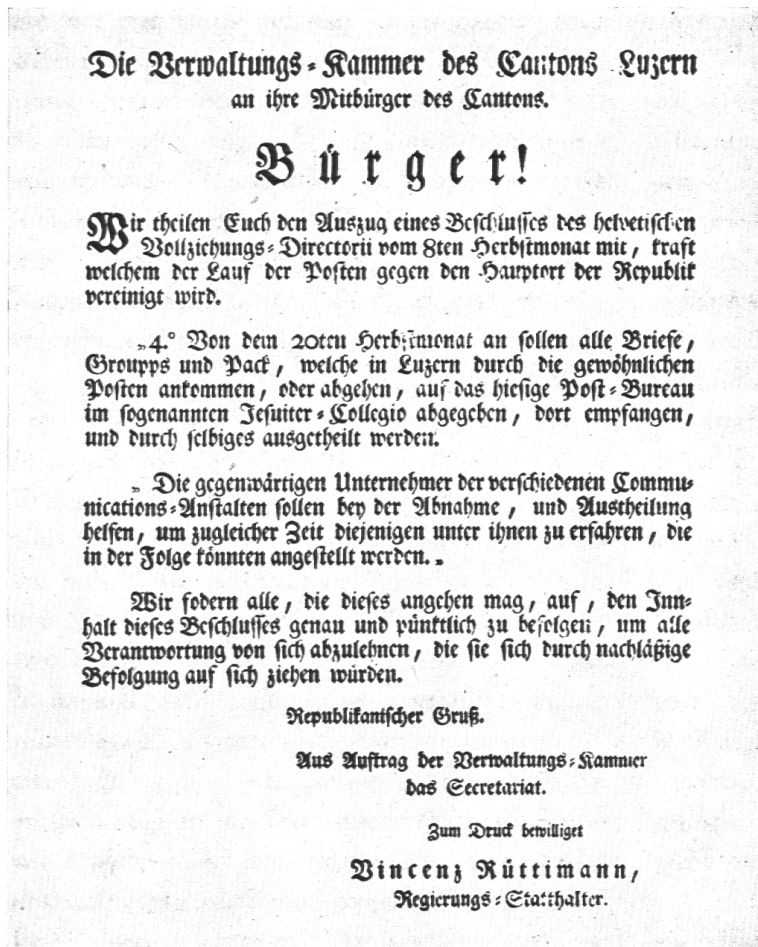 Die Verwaltungs-Kammer des Cantons Luzern
an ihre Mitbürger des Cantons.
Bürger!
Wir theilen Euch den Auszug eines Beschlusses des helvetischen
Vollziehungs-Directorii vom 8ten Herbstmonat mit, kraft
welchem der Lauf der Posten gegen den Hauptort der Republik
vereinigt wird.
„4.° Von dem 20ten Herbstmonat an sollen alle Briefe,
Groupps und Pack, welche in Luzern durch die gewöhnlichen
Posten ankommen, oder abgehen, auf das hiesige Post-Bureau
im sogenannten Jesuiter-Collegio abgegeben, dort empfangen,
und durch selbiges ausgetheilt werden.
„Die gegenwärtigen Unternehmer der verschiedenen Commu-
nications-Anstalten sollen bey der Abnahme, und Austheilung
helfen, um zugleicher Zeit diejenigen unter ihnen zu erfahren, die
in der Folge könnten angestellt werden.„
Wir fodern alle, die dieses angehen mag, auf, den Inn-
halt dieses Beschlusses genau und pünktlich zu befolgen, um alle
Verantwortung von sich abzulehnen, die sie sich durch nachläßige
Befolgung auf sich ziehen würden.
Republikanischer Gruß.
Aus Auftrag der Verwaltungs-Kammer
das Secretariat.
Zum Druck bewilliget
Vincenz Rüttimann,
Regierungs-Statthalter.